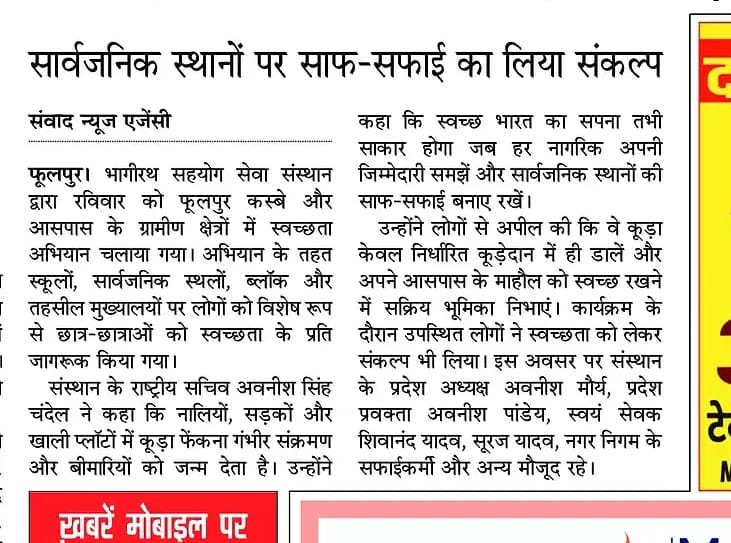 सार्वजनिक स्थानों पर साफ-सफाई का लिया संकल्प
संवाद न्यूज एजेंसी
फूलपुर। भागीरथ सहयोग सेवा संस्थान
द्वारा रविवार को फूलपुर कस्बे और
आसपास के ग्रामीण क्षेत्रों में स्वच्छता
अभियान चलाया गया। अभियान के तहत
स्कूलों, सार्वजनिक स्थलों, ब्लॉक और
तहसील मुख्यालयों पर लोगों को विशेष रूप
से छात्र-छात्राओं को स्वच्छता के प्रति
जागरूक किया गया।
संस्थान के राष्ट्रीय सचिव अवनीश सिंह
चंदेल ने कहा कि नालियों, सड़कों और
खाली प्लॉटों में कूड़ा फेंकना गंभीर संक्रमण
और बीमारियों को जन्म देता है। उन्होंने
कहा कि स्वच्छ भारत का सपना तभी
साकार होगा जब हर नागरिक अपनी
जिम्मेदारी समझें और सार्वजनिक स्थानों की
साफ-सफाई बनाए रखें।
उन्होंने लोगों से अपील की कि वे कूड़ा
केवल निर्धारित कूड़ेदान में ही डालें और
अपने आसपास के माहौल को स्वच्छ रखने
में सक्रिय भूमिका निभाएं। कार्यक्रम के
दौरान उपस्थित लोगों ने स्वच्छता को लेकर
संकल्प भी लिया। इस अवसर पर संस्थान
के प्रदेश अध्यक्ष अवनीश मौर्य, प्रदेश
प्रवक्ता अवनीश पांडेय, स्वयं सेवक
शिवानंद यादव, सूरज यादव, नगर निगम के
सफाईकर्मी और अन्य मौजूद रहे।
ख़बरें मोबाइल पर